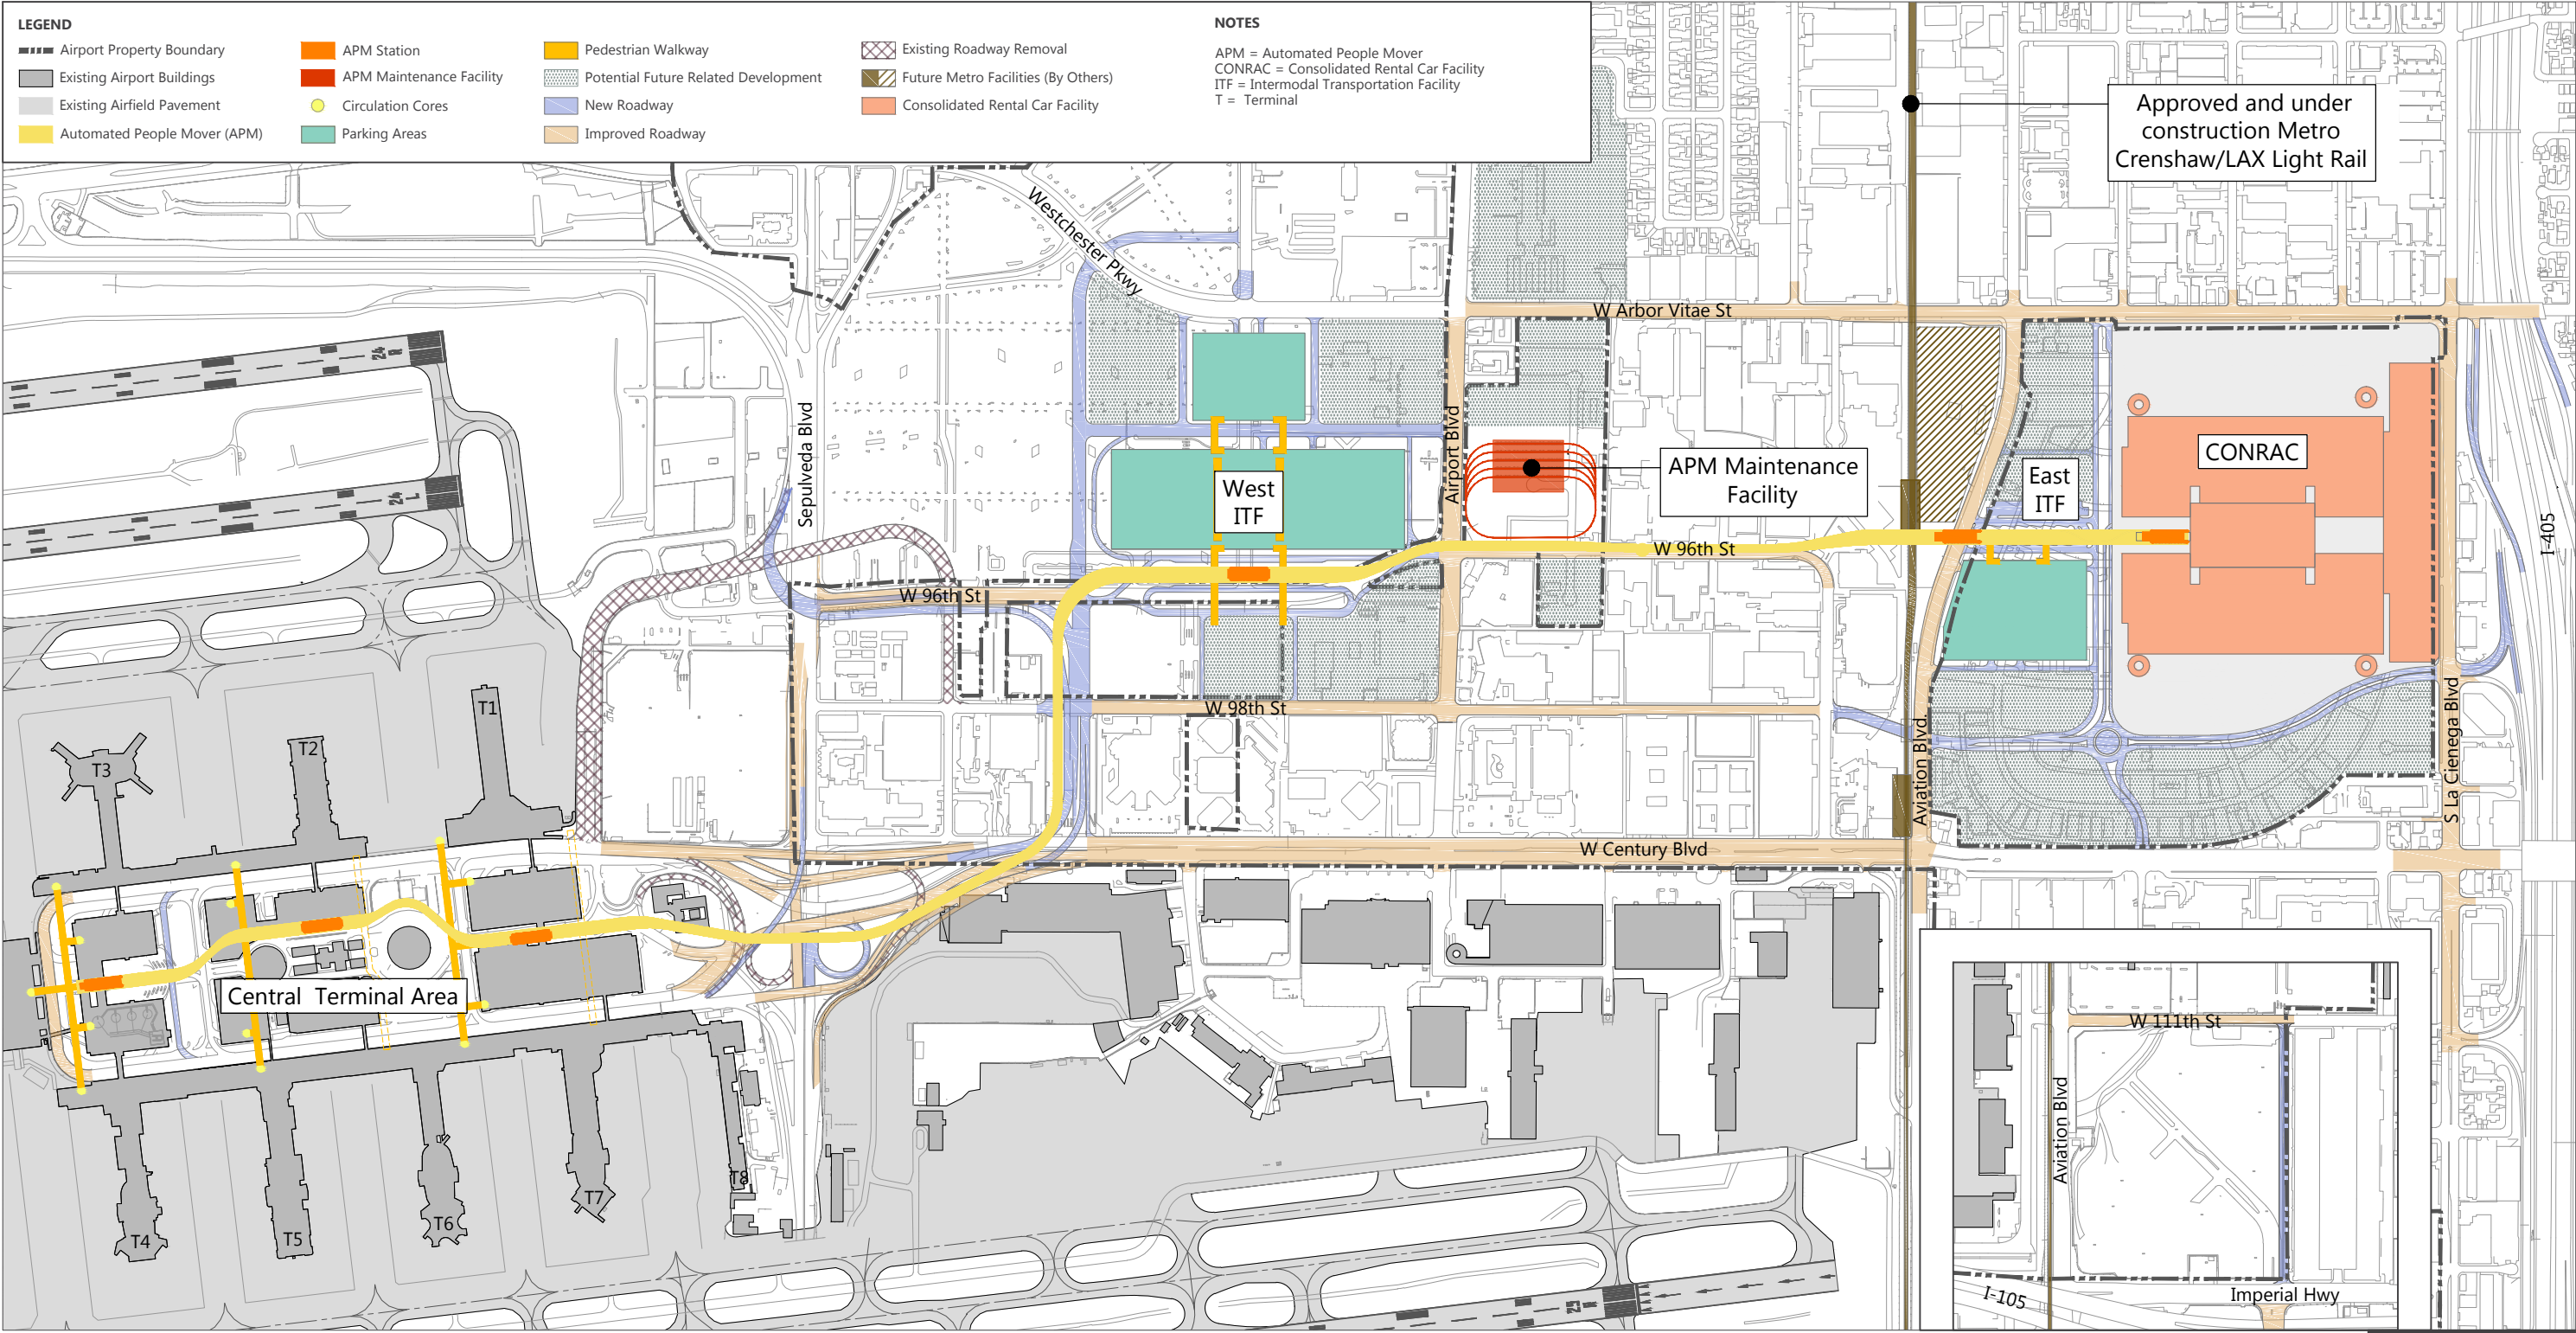 LEGEND
Airport Property Boundary
Existing Airport Buildings
Existing Airfield Pavement
Automated People Mover (APM)
APM Station
APM Maintenance Facility
Circulation Cores
Parking Areas
Pedestrian Walkway
Potential Future Related Development
New Roadway
Improved Roadway
Existing Roadway Removal
Future Metro Facilities (By Others)
Consolidated Rental Car Facility
NOTES
APM = Automated People Mover
CONRAC = Consolidated Rental Car Facility
ITF = Intermodal Transportation Facility
T = Terminal
Approved and under
construction Metro
Crenshaw/LAX Light Rail
Westchester Pkwy
W Arbor Vitae St
24
R
24
L
Sepulveda Blvd
Airport Blvd
West
ITF
APM Maintenance
Facility
East
ITF
CONRAC
I-405
W 96th St
W 96th St
W 98th St
Aviation Blvd.
S La Cienega Blvd
W Century Blvd
T1
T2
T3
Central Terminal Area
T4
T5
T6
T7
T8
W 111th St
Aviation Blvd
I-105
Imperial Hwy